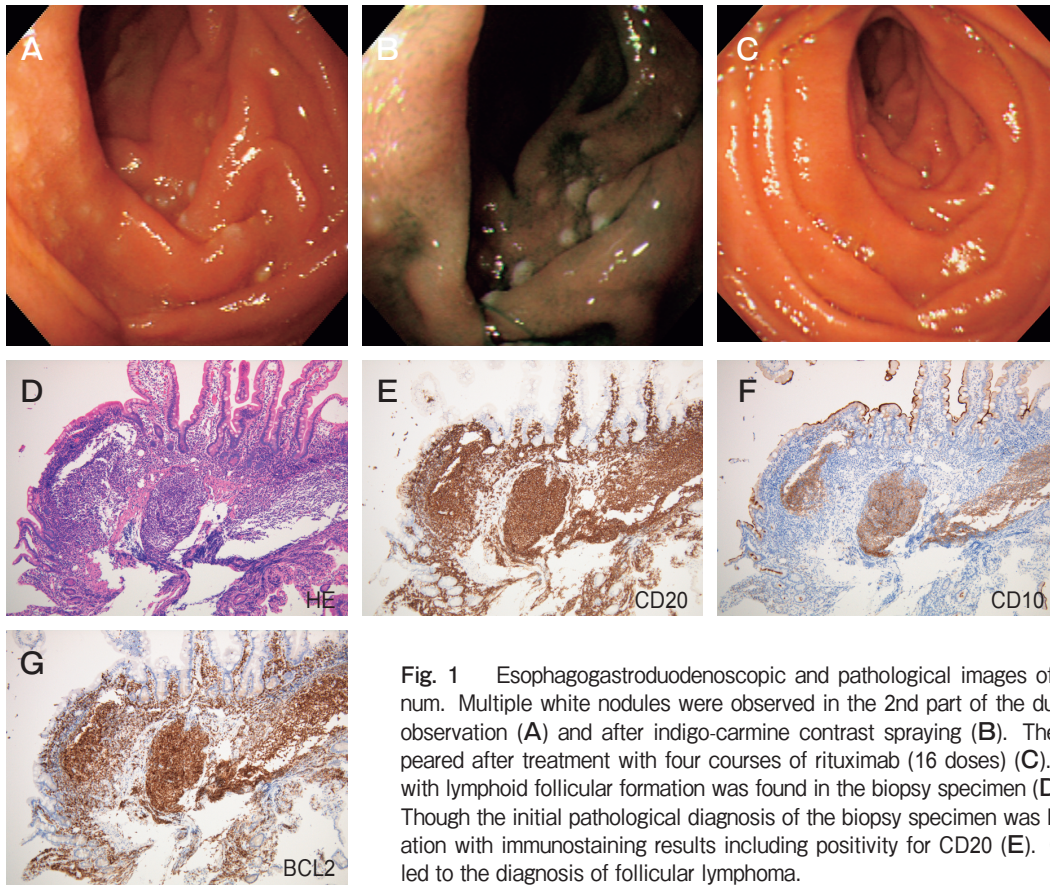 A
B
C
D
HE
E
CD20
F
CD10
G
BCL2
Fig. 1 Esophagogastroduodenoscopic and pathological images of
num. Multiple white nodules were observed in the 2nd part of the du
observation (A) and after indigo-carmine contrast spraying (B). The
peared after treatment with four courses of rituximab (16 doses) (C).
with lymphoid follicular formation was found in the biopsy specimen (D
Though the initial pathological diagnosis of the biopsy specimen was
ation with immunostaining results including positivity for CD20 (E).
led to the diagnosis of follicular lymphoma.